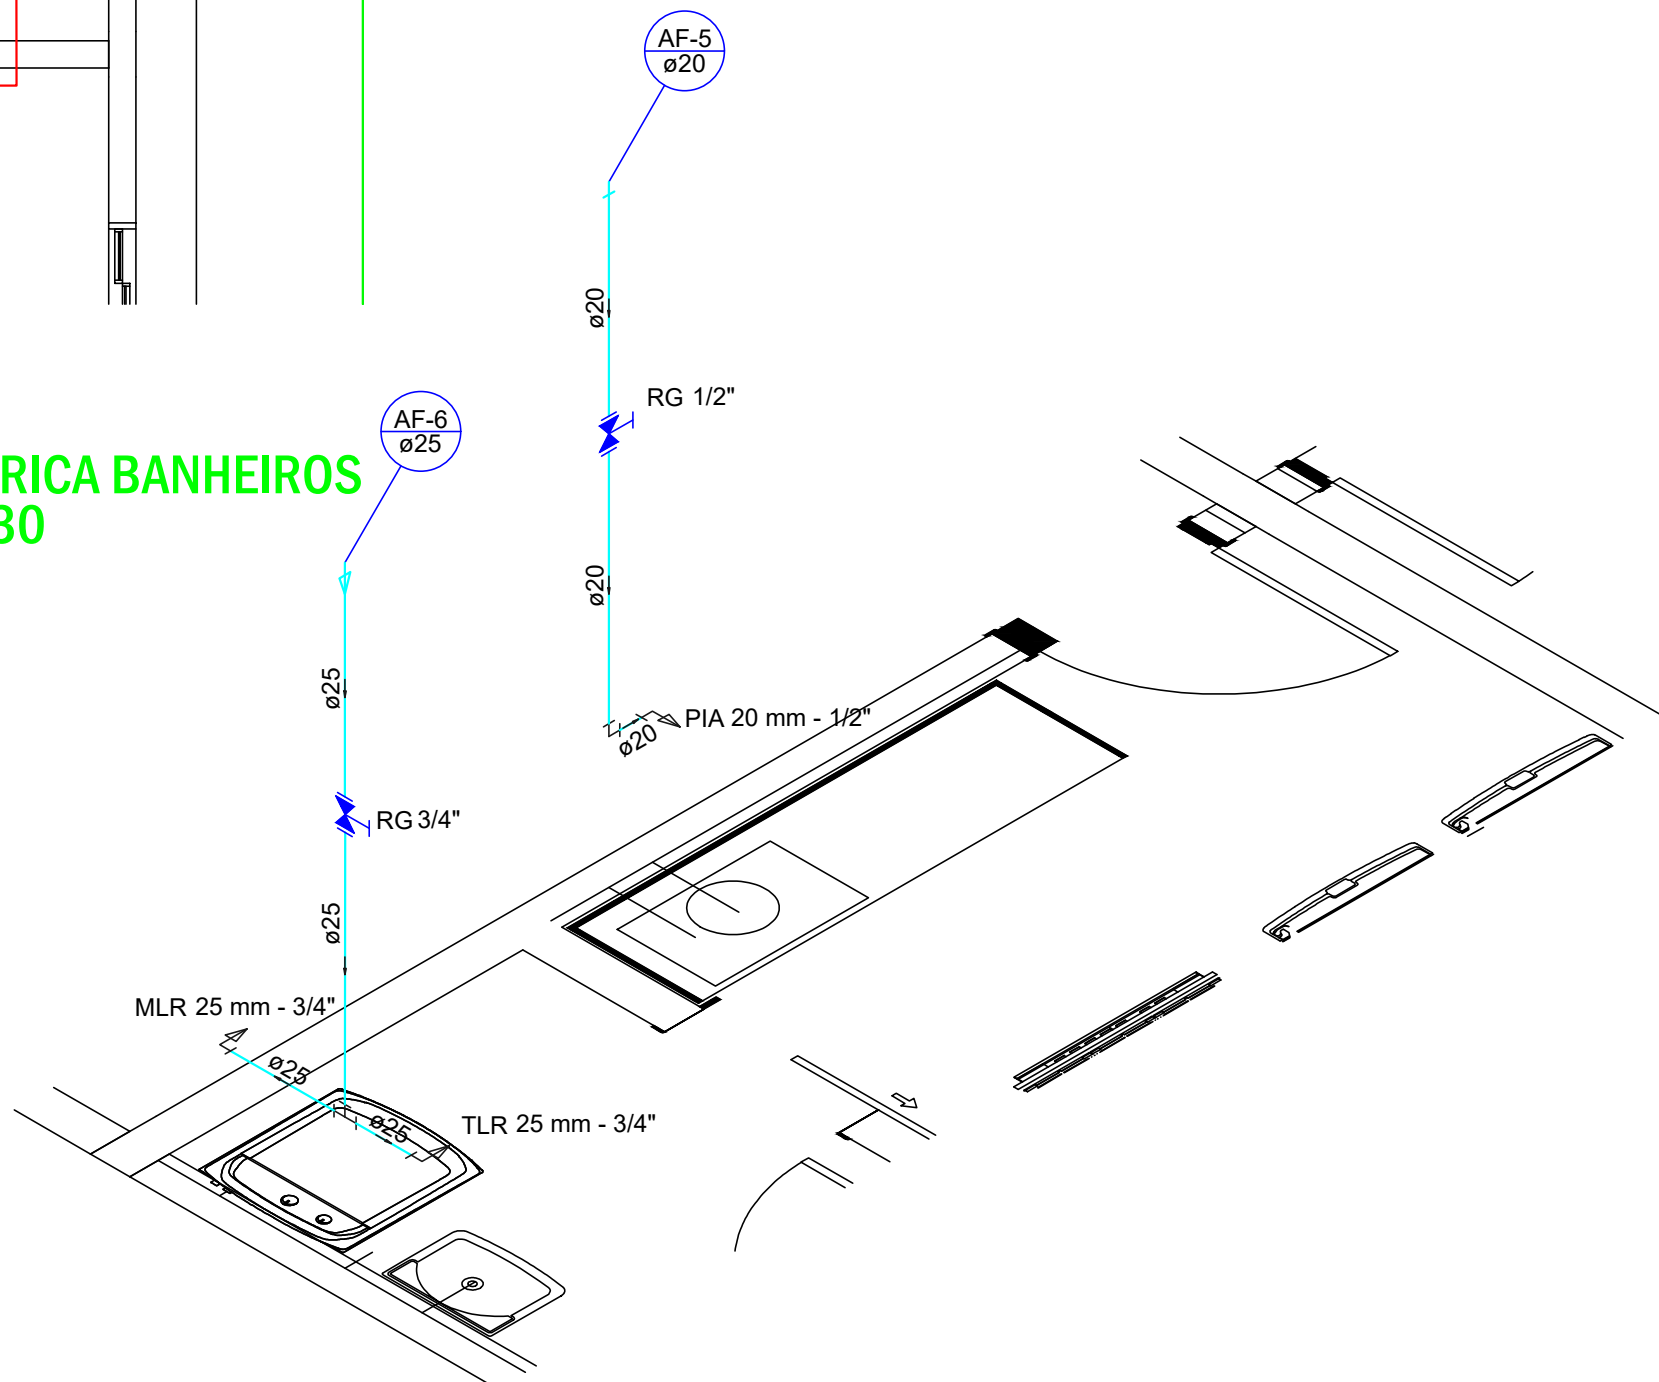 AF-5
ø20
ø20
RG 1/2"
AF-6
ø25
RICA BANHEIROS
30
ø20
ø25
PIA 20 mm - 1/2"
ø20
RG 3/4"
ø25
MLR 25 mm - 3/4"
ø25
ø25
TLR 25 mm - 3/4"